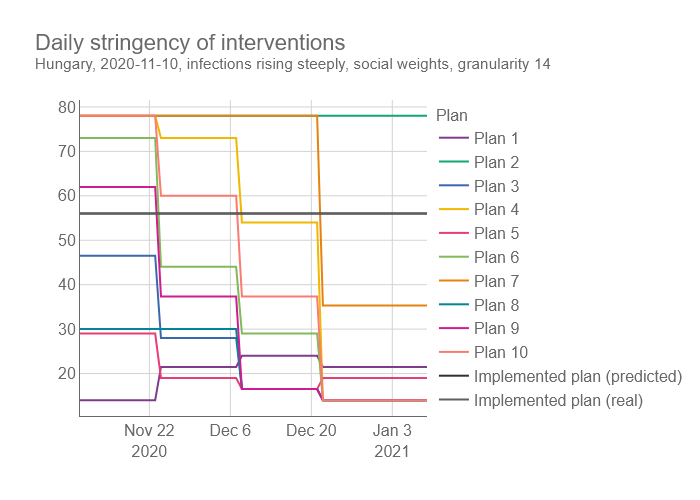 Daily stringency of interventions
Hungary, 2020-11-10, infections rising steeply, social weights, granularity 14
80
70
60
50
40
30
20
Nov 22
2020
Dec 6
Dec 20
Jan 3
2021
Plan
Plan 1
Plan 2
Plan 3
Plan 4
Plan 5
Plan 6
Plan 7
Plan 8
Plan 9
Plan 10
Implemented plan (predicted)
Implemented plan (real)